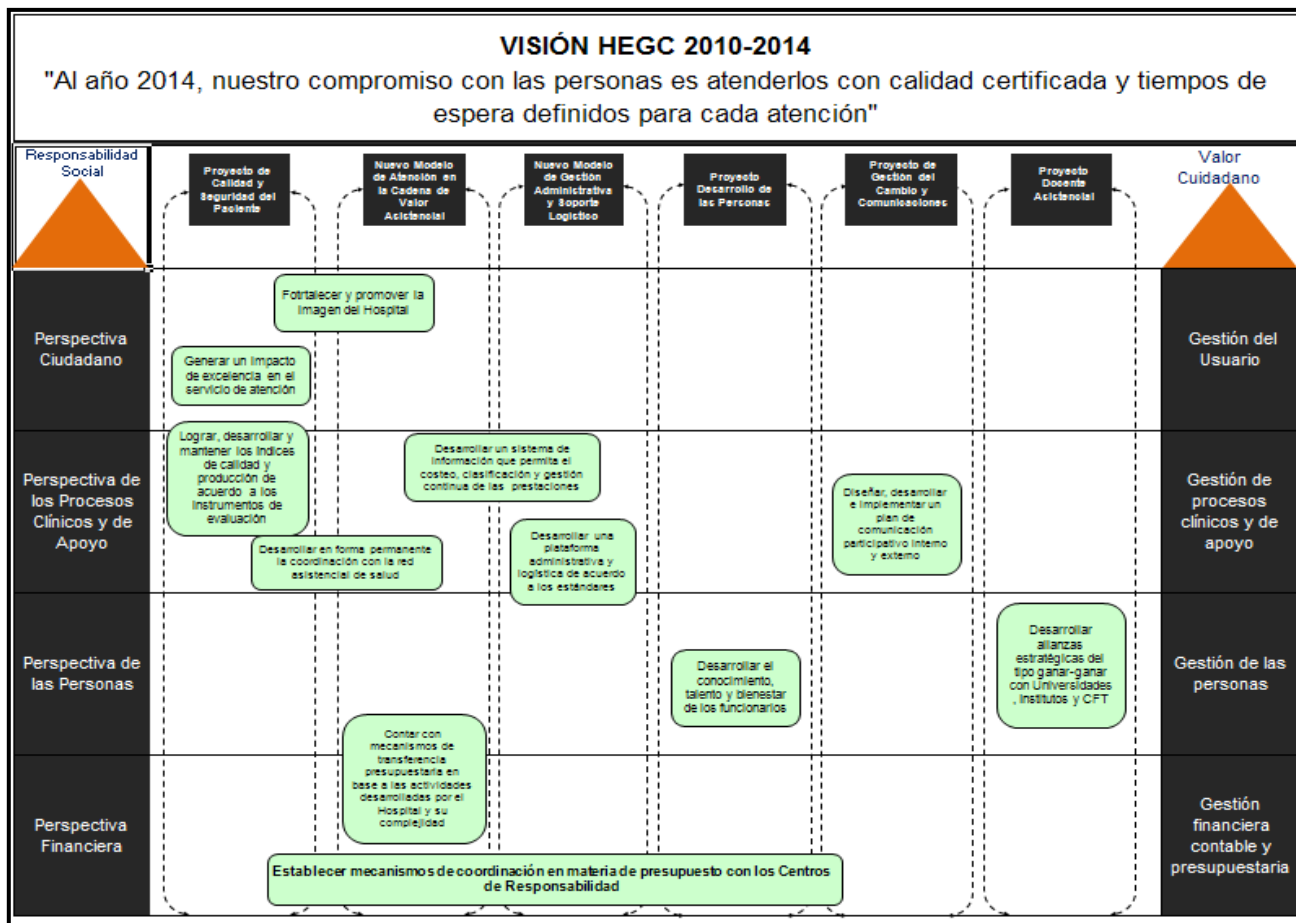 VISIÓN HEGC 2010-2014
"Al año 2014, nuestro compromiso con las personas es atenderlos con calidad certificada y tiempos de
espera definidos para cada atención"
Responsabilidad
Social
Proyecto de
Calidad y
Seguridad del
Paciente
Nuevo Modelo
de Atención en
la Cadena de
Valor
Asistencial
Nuevo Modelo
de Gestión
Administrativa
y Soporte
Logístico
Proyecto
Desarrollo de
las Personas
Proyecto de
Gestión del
Cambio y
Comunicaciones
Proyecto
Docente
Asistencial
Valor
Cuidadano
Perspectiva
Ciudadano
Fotrtalecer y promover la
Imagen del Hospital
Generar un impacto
de excelencia en el
servicio de atención
Gestión del
Usuario
Perspectiva de
los Procesos
Clínicos y de
Apoyo
Lograr, desarrollar y
mantener los índices
de calidad y
producción de
acuerdo a los
instrumentos de
evaluación
Desarrollar un sistema de
información que permita el
costeo, clasificación y gestión
continua de las prestaciones
Desarrollar en forma permanente
la coordinación con la red
asistencial de salud
Desarrollar una
plataforma
administrativa y
logística de acuerdo
a los estándares
Diseñar, desarrollar
e implementar un
plan de
comunicación
participativo interno
y externo
Gestión de
procesos
clínicos y de
apoyo
Perspectiva de
las Personas
Desarrollar el
conocimiento,
talento y bienestar
de los funcionarios
Desarrollar
alianzas
estratégicas del
tipo ganar-ganar
con Universidades
, Institutos y CFT
Gestión de las
personas
Perspectiva
Financiera
Contar con
mecanismos de
transferencia
presupuestaria en
base a las actividades
desarrolladas por el
Hospital y su
complejidad
Establecer mecanismos de coordinación en materia de presupuesto con los Centros
de Responsabilidad
Gestión
financiera
contable y
presupuestaria